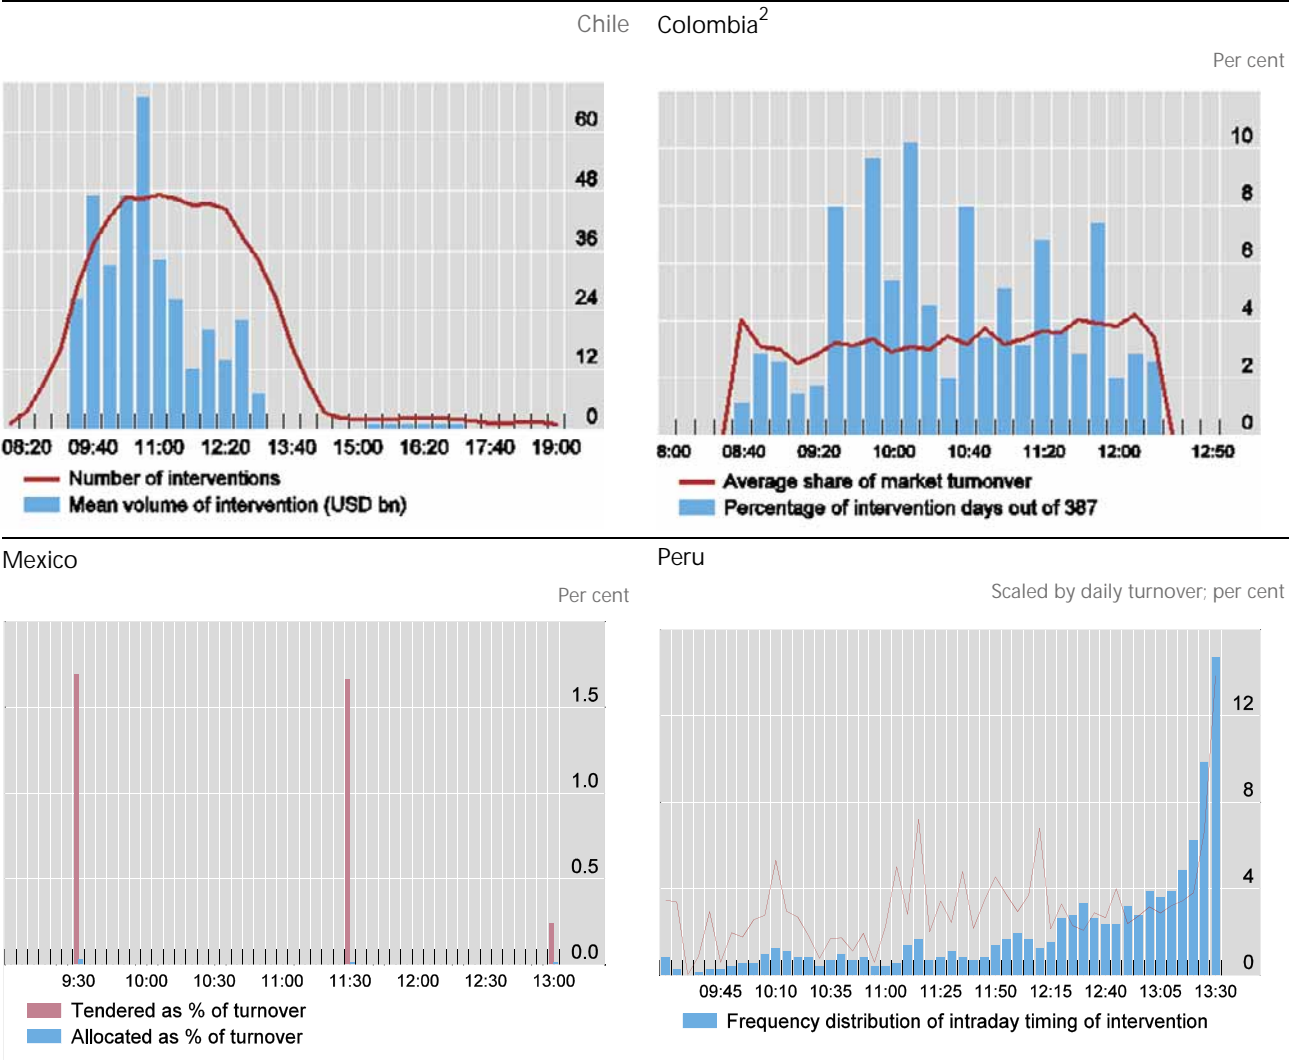 Chile
60
48
36
24
12
0
08:20 09:40 11:00 12:20 13:40 15:00 16:20 17:40 19:00
Number of interventions
Mean volume of intervention (USD bn)
Colombia2
Per cent
10
8
6
4
2
0
8:00 08:40 09:20 10:00 10:40 11:20 12:00 12:50
Average share of market turnonver
Percentage of intervention days out of 387
Mexico
Per cent
1.5
1.0
0.5
0.0
9:30 10:00 10:30 11:00 11:30 12:00 12:30 13:00
Tendered as % of turnover
Allocated as % of turnover
Peru
Scaled by daily turnover; per cent
12
8
4
0
09:45 10:10 10:35 11:00 11:25 11:50 12:15 12:40 13:05 13:30
Frequency distribution of intraday timing of intervention